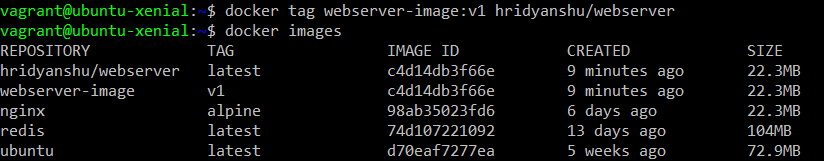 vagrant@ubuntu-xenial:~$ docker tag webserver-image:v1 hridyanshu/webserver
vagrant@ubuntu-xenial:~$ docker images
REPOSITORY TAG IMAGE ID CREATED SIZE
hridyanshu/webserver latest c4d14db3f66e 9 minutes ago 22.3MB
webserver-image v1 c4d14db3f66e 9 minutes ago 22.3MB
nginx alpine 98ab35023fd6 6 days ago 22.3MB
redis latest 74d107221092 13 days ago 104MB
ubuntu latest d70eaf7277ea 5 weeks ago 72.9MB